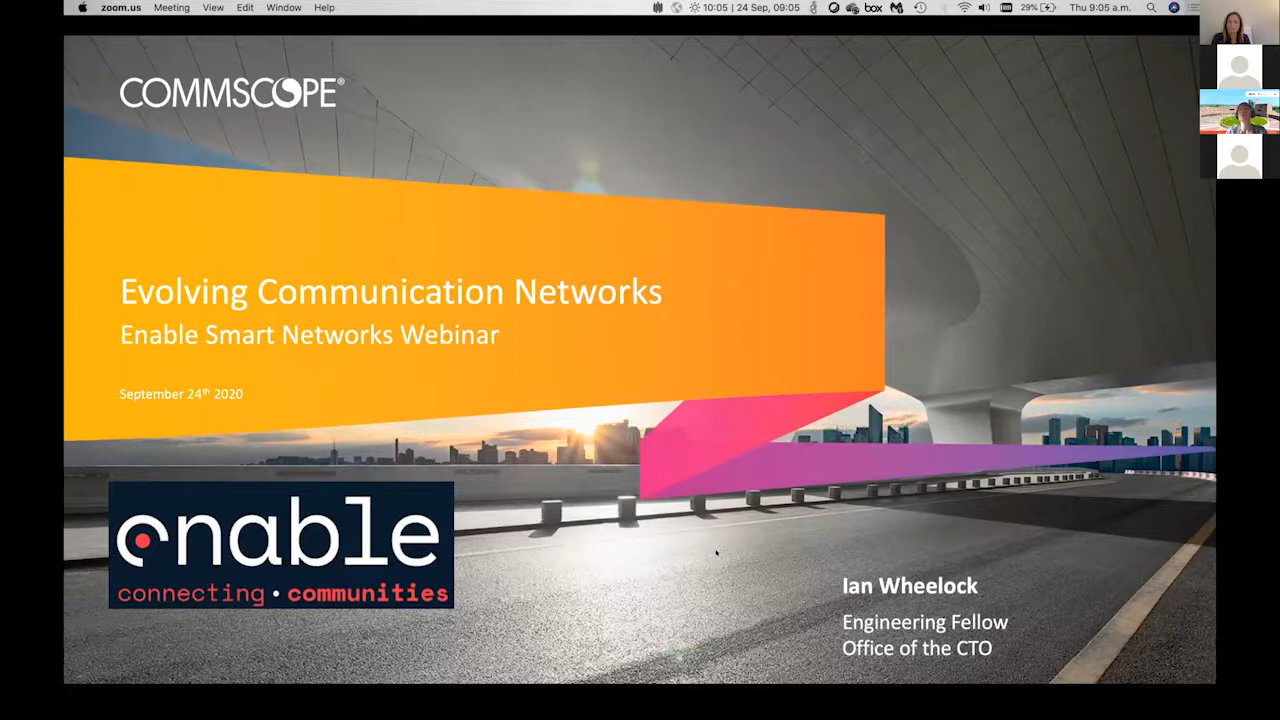 zoom.us Meeting View Edit Window Help
10:05 | 24 Sep, 09:05
box
29%
Thu 9:05 a.m.
COMMSCOPE®
Evolving Communication Networks
Enable Smart Networks Webinar
September 24th 2020
enable
connecting • communities
Ian Wheelock
Engineering Fellow
Office of the CTO